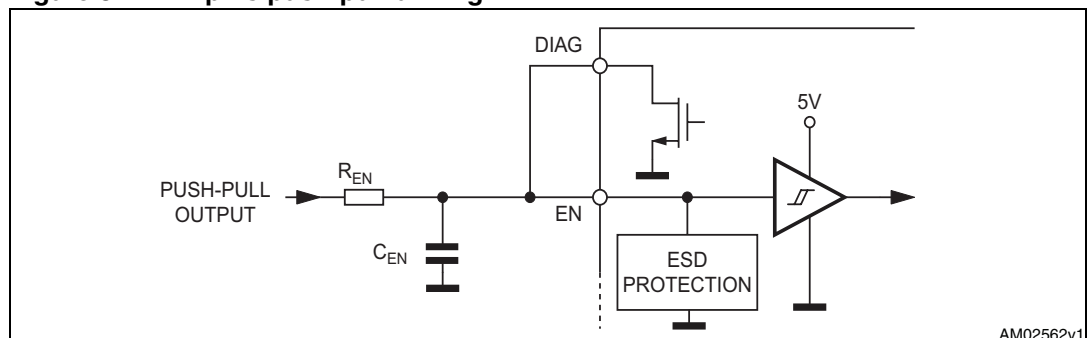 DIAG
5V
R_EN
PUSH-PULL
OUTPUT
EN
C_EN
ESD
PROTECTION
AM02562v1